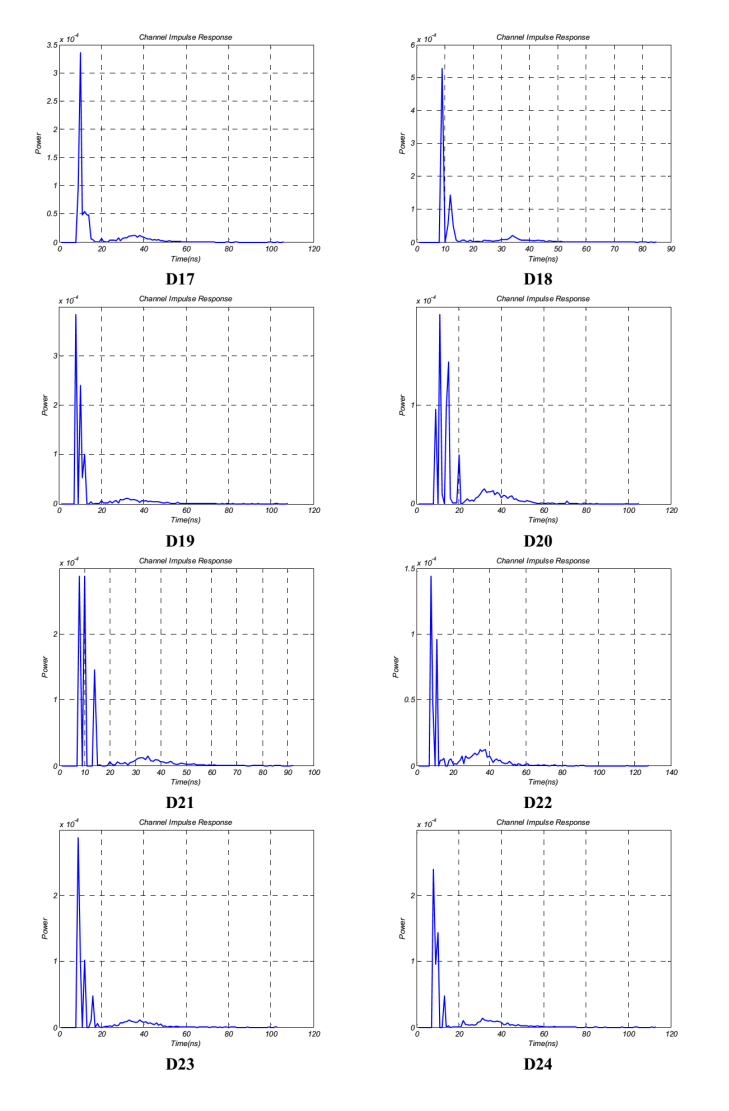 x 10-4
Channel Impulse Response
3.5
3
2.5
2
1.5
1
0.5
0
Power
0 20 40 60 80 100 120
Time(ns)
D17
x 10-4
Channel Impulse Response
6
5
4
3
2
1
0
Power
0 10 20 30 40 50 60 70 80 90
Time(ns)
D18
x 10-4
Channel Impulse Response
3
2
1
0
Power
0 20 40 60 80 100 120
Time(ns)
D19
x 10-4
Channel Impulse Response
1
0
Power
0 20 40 60 80 100 120
Time(ns)
D20
x 10-4
Channel Impulse Response
2
1
0
Power
0 10 20 30 40 50 60 70 80 90 100
Time(ns)
D21
x 10-4
Channel Impulse Response
1.5
1
0.5
0
Power
0 20 40 60 80 100 120 140
Time(ns)
D22
x 10-4
Channel Impulse Response
2
1
0
Power
0 20 40 60 80 100 120
Time(ns)
D23
x 10-4
Channel Impulse Response
2
1
0
Power
0 20 40 60 80 100 120
Time(ns)
D24